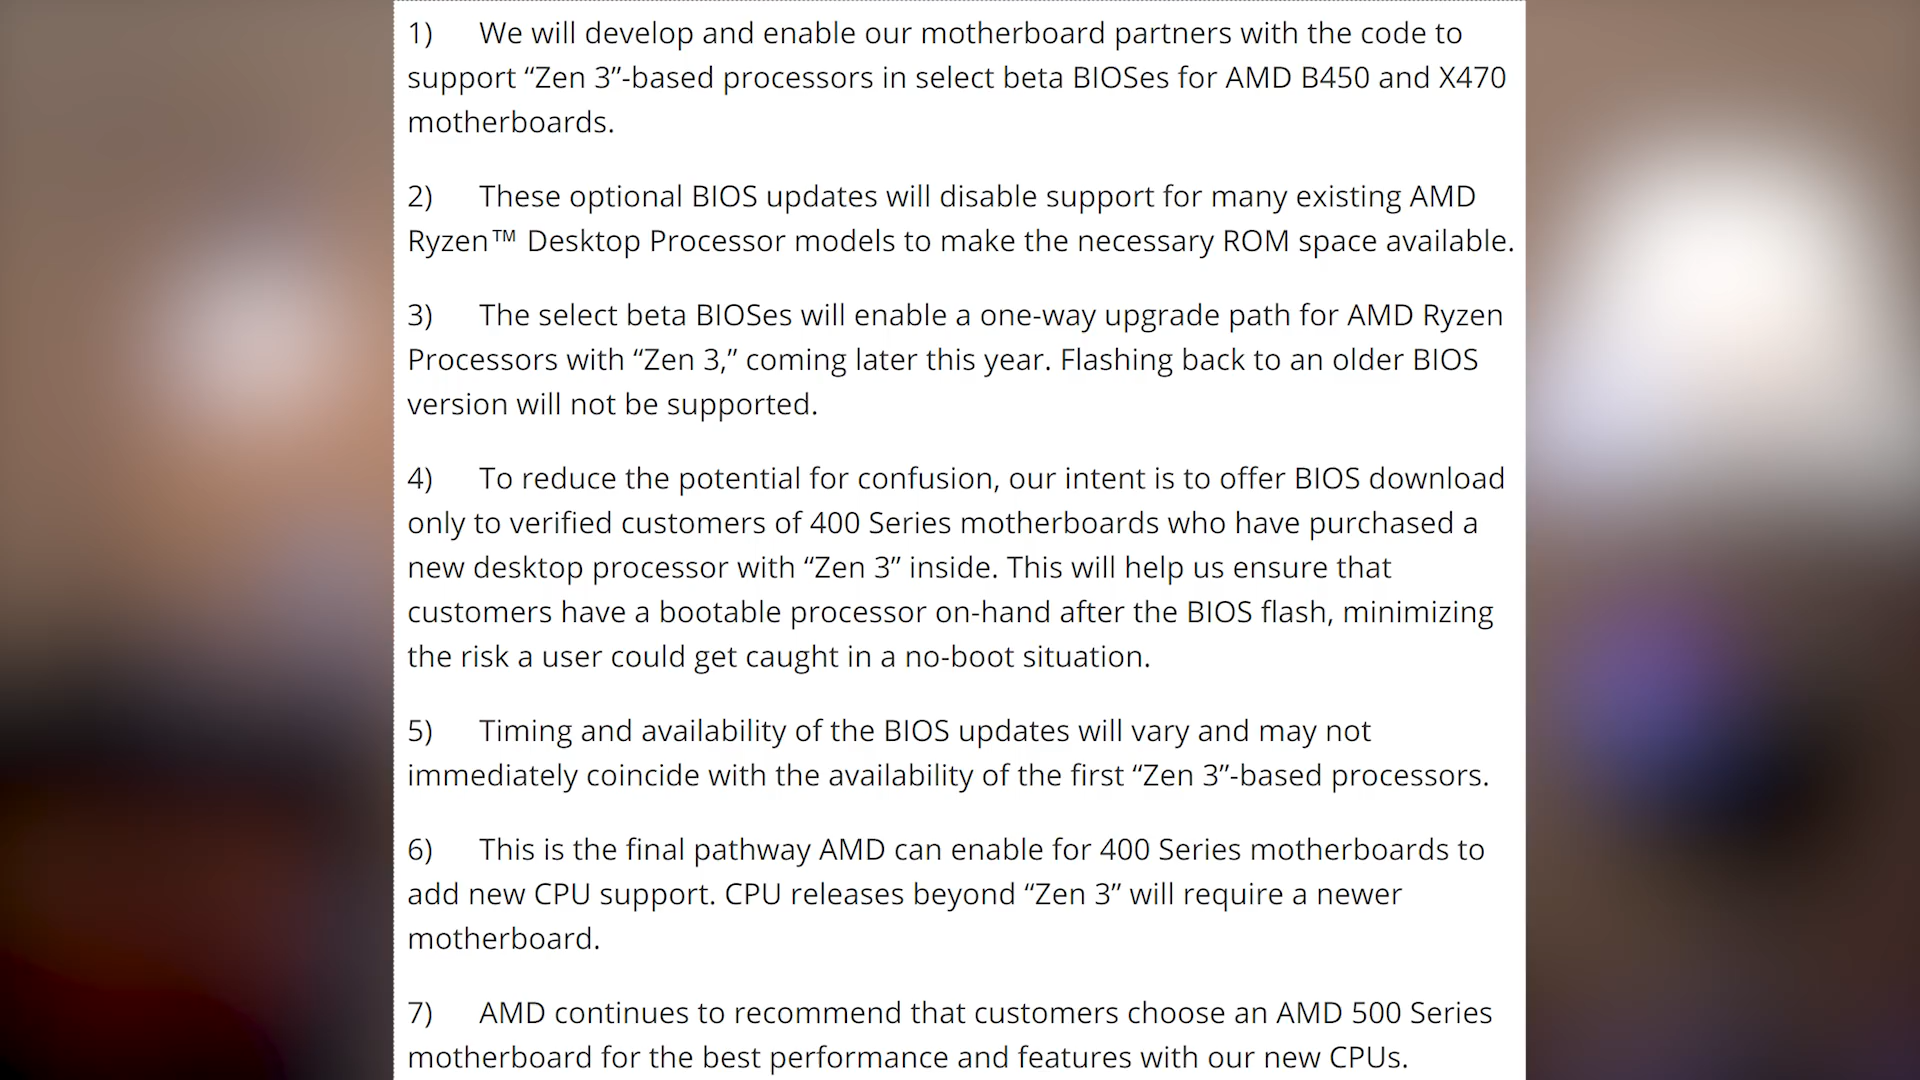 1) We will develop and enable our motherboard partners with the code to
support “Zen 3”-based processors in select beta BIOSes for AMD B450 and X470
motherboards.
2) These optional BIOS updates will disable support for many existing AMD
Ryzen™ Desktop Processor models to make the necessary ROM space available.
3) The select beta BIOSes will enable a one-way upgrade path for AMD Ryzen
Processors with “Zen 3,” coming later this year. Flashing back to an older BIOS
version will not be supported.
4) To reduce the potential for confusion, our intent is to offer BIOS download
only to verified customers of 400 Series motherboards who have purchased a
new desktop processor with “Zen 3” inside. This will help us ensure that
customers have a bootable processor on-hand after the BIOS flash, minimizing
the risk a user could get caught in a no-boot situation.
5) Timing and availability of the BIOS updates will vary and may not
immediately coincide with the availability of the first “Zen 3”-based processors.
6) This is the final pathway AMD can enable for 400 Series motherboards to
add new CPU support. CPU releases beyond “Zen 3” will require a newer
motherboard.
7) AMD continues to recommend that customers choose an AMD 500 Series
motherboard for the best performance and features with our new CPUs.